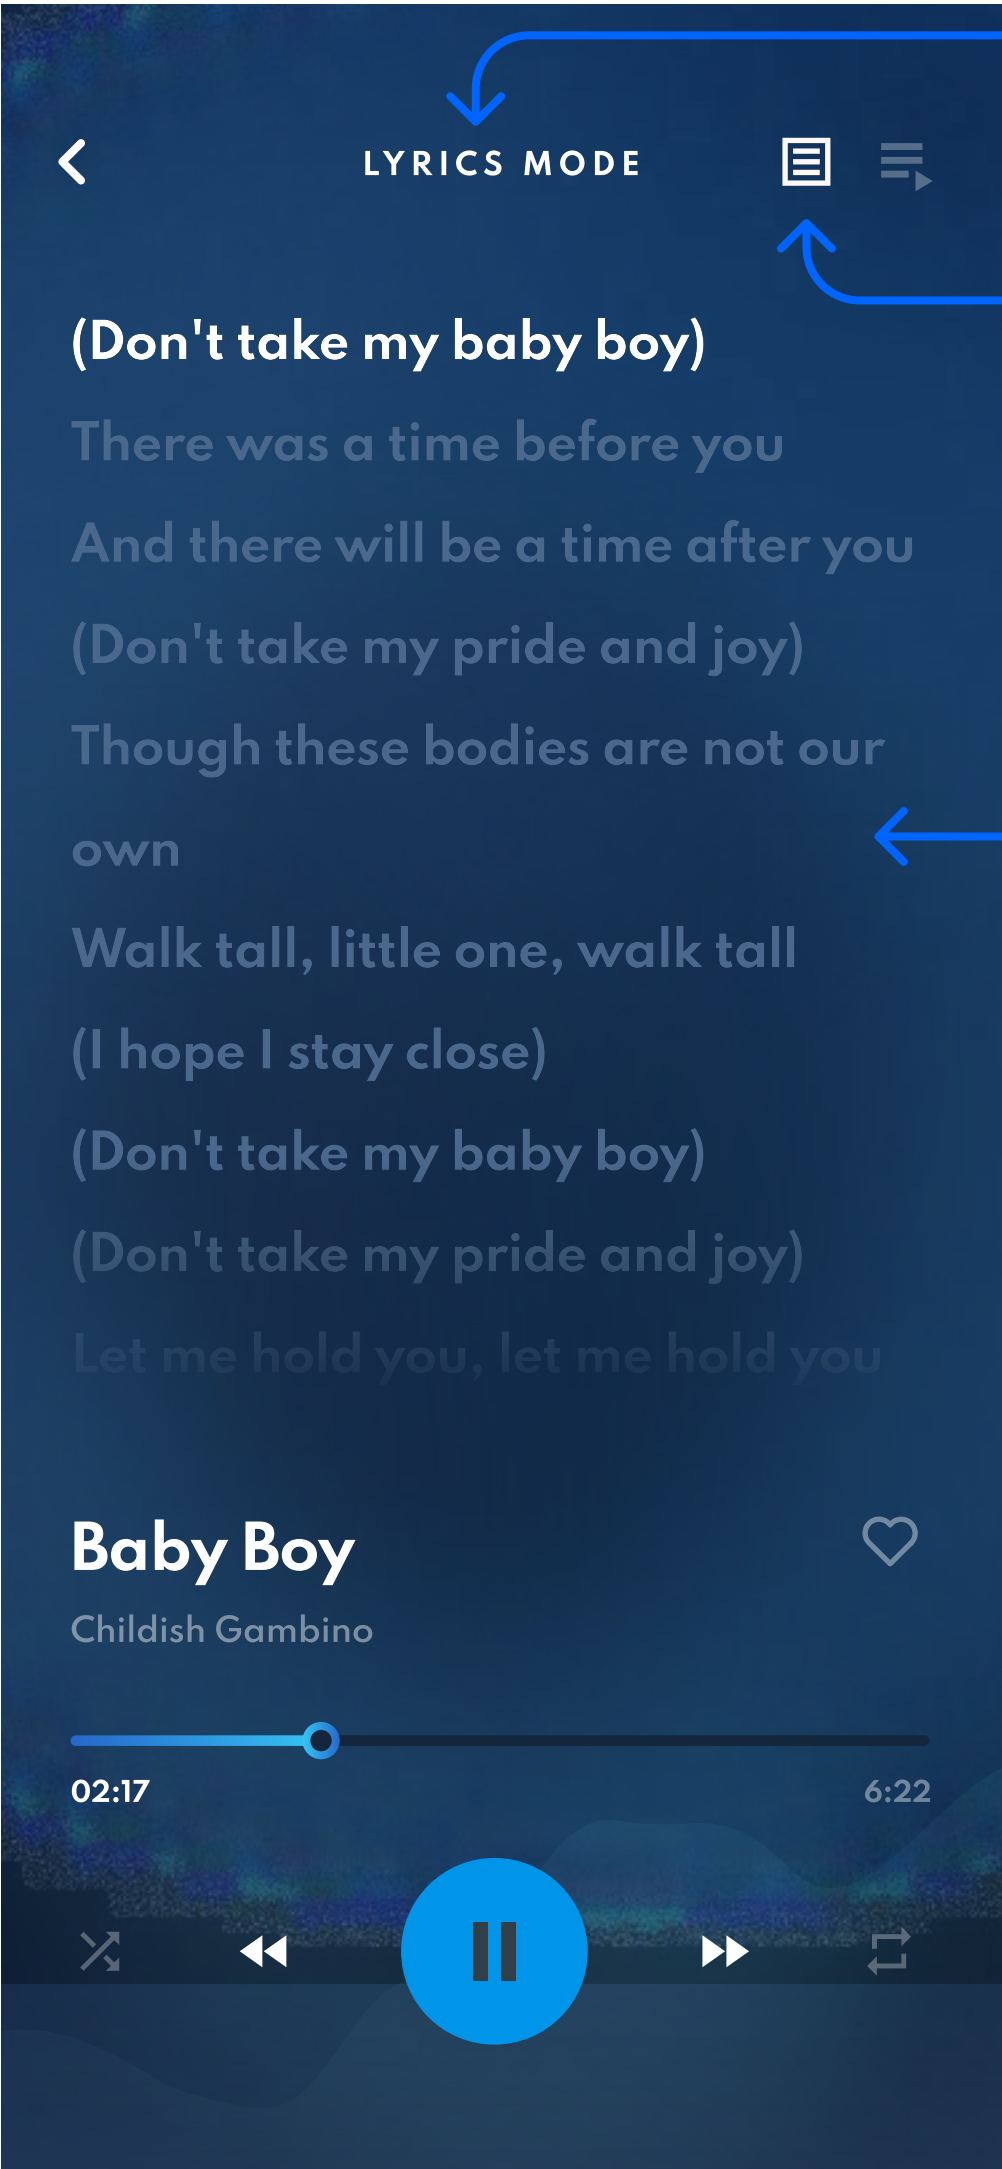 LYRICS MODE
(Don't take my baby boy)
There was a time before you
And there will be a time after you
(Don't take my pride and joy)
Though these bodies are not our
own
Walk tall, little one, walk tall
(I hope I stay close)
(Don't take my baby boy)
(Don't take my pride and joy)
Let me hold you, let me hold you
Baby Boy
Childish Gambino
02:17 6:22